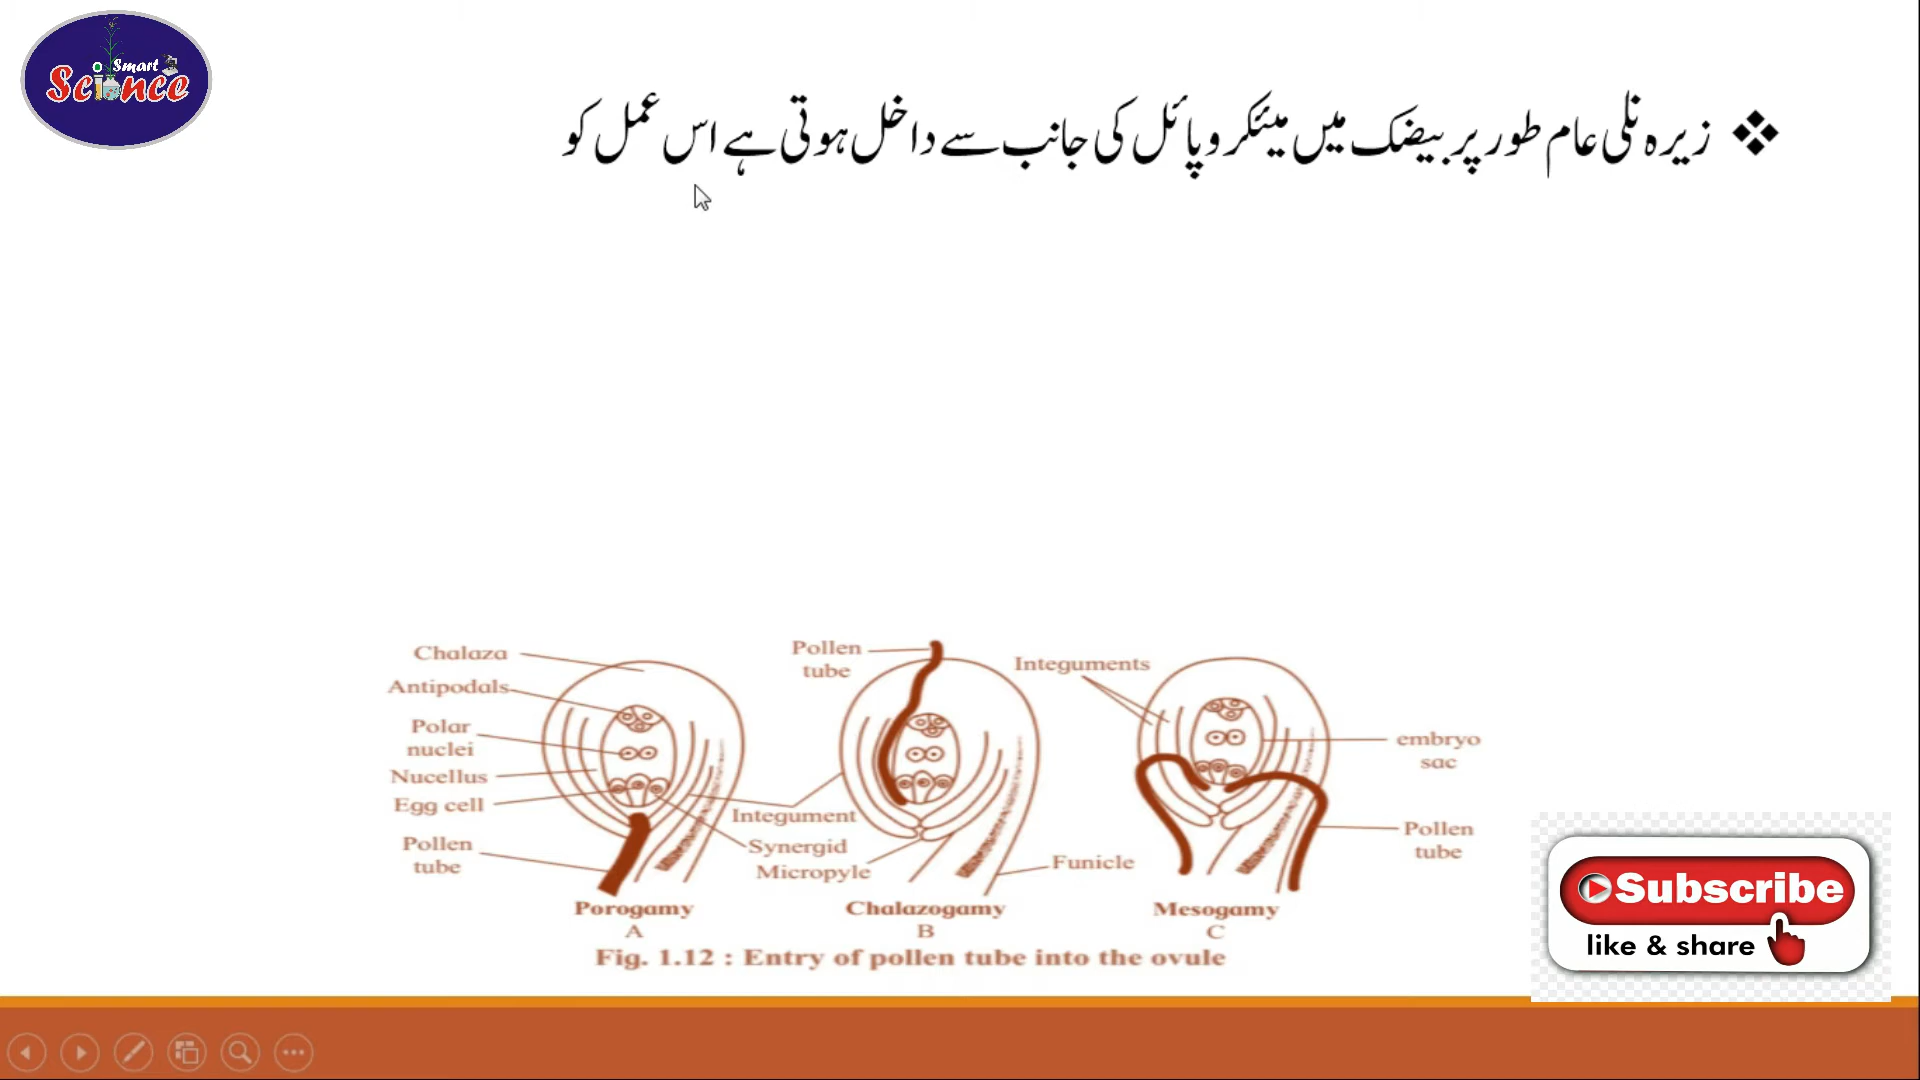 Smart
Science
❖ زیرہ نلی عام طور پر بیضک میں میئکرو پائل کی جانب سے داخل ہوتی ہے اس عمل کو
Chalaza
Antipodals
Polar
nuclei
Nucellus
Egg cell
Pollen
tube
Pollen
tube
Integument
Synergid
Micropyle
Integuments
Funicle
embryo
sac
Pollen
tube
Porogamy
A
Chalazogamy
B
Mesogamy
C
Fig. 1.12 : Entry of pollen tube into the ovule
Subscribe
like & share